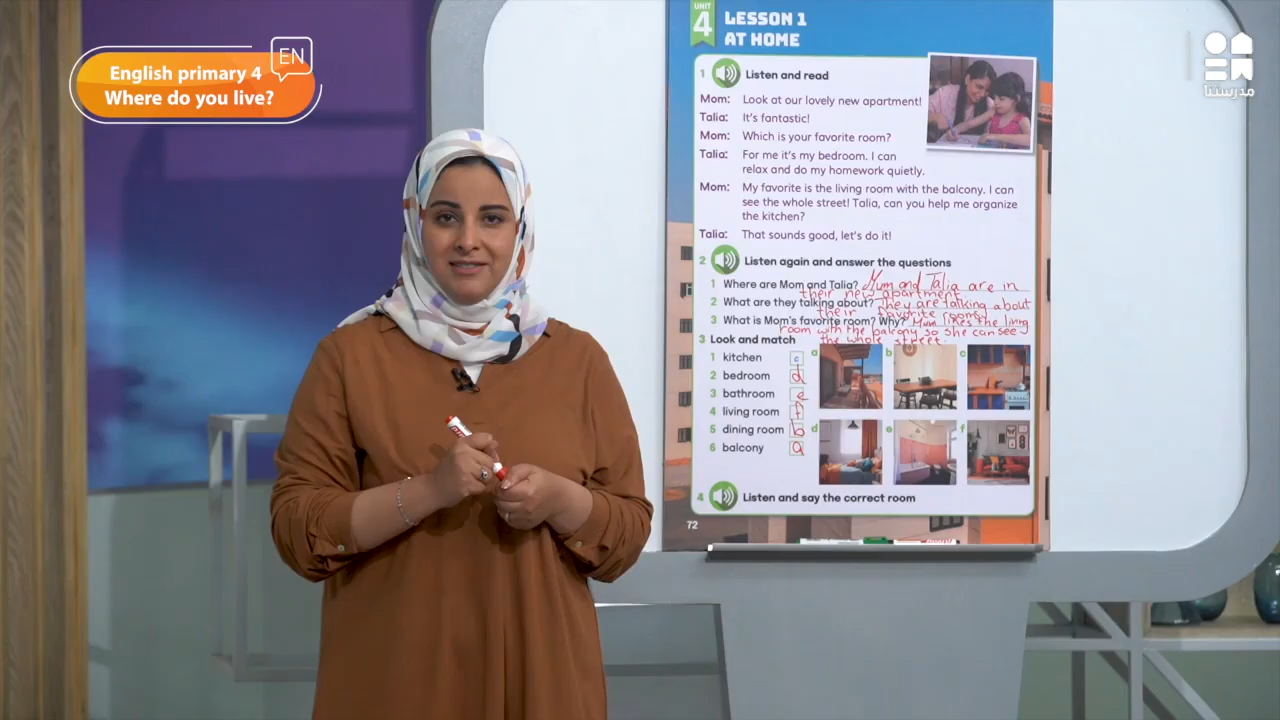 EN
English primary 4
Where do you live?
مدرستنا
UNIT
4
LESSON 1
AT HOME
1 Listen and read
Mom: Look at our lovely new apartment!
Talia: It's fantastic!
Mom: Which is your favorite room?
Talia: For me it's my bedroom. I can
relax and do my homework quietly.
Mom: My favorite is the living room with the balcony. I can
see the whole street! Talia, can you help me organize
the kitchen?
Talia: That sounds good, let's do it!
2 Listen again and answer the questions
1 Where are Mom and Talia? Mum and Talia are in
their new apartment
2 What are they talking about? They are talking about
their favorite rooms
3 What is Mom's favorite room? Why? Mum likes the living
room with the balcony so she can see
the whole street.
3 Look and match
1 kitchen c
2 bedroom d
3 bathroom e
4 living room f
5 dining room b
6 balcony a
a b c
d e f
4 Listen and say the correct room
72